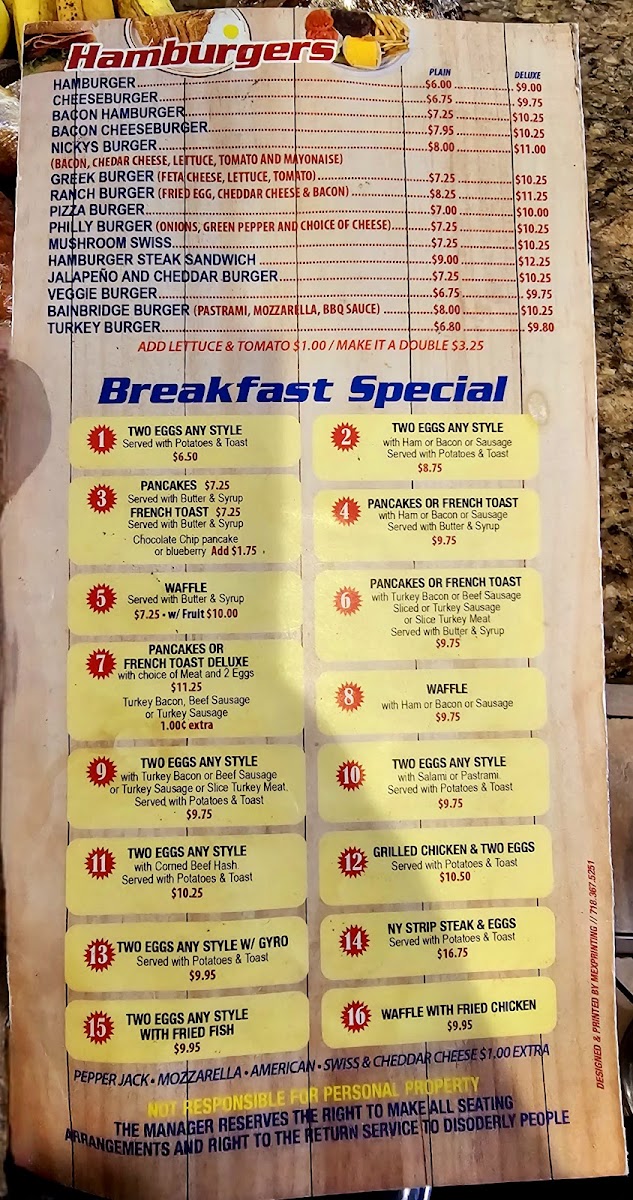 Hamburgers
PLAIN DELUXE
HAMBURGER $6.00 $9.00
CHEESEBURGER $6.75 $9.75
BACON HAMBURGER $7.25 $10.25
BACON CHEESEBURGER $7.95 $10.25
NICKYS BURGER $8.00 $11.00
(BACON, CHEDAR CHEESE, LETTUCE, TOMATO AND MAYONAISE)
GREEK BURGER (FETA CHEESE, LETTUCE, TOMATO) $7.25 $10.25
RANCH BURGER (FRIED EGG, CHEDDAR CHEESE & BACON) $8.25 $11.25
PIZZA BURGER $7.00 $10.00
PHILLY BURGER (ONIONS, GREEN PEPPER AND CHOICE OF CHEESE) $7.25 $10.25
MUSHROOM SWISS $7.25 $10.25
HAMBURGER STEAK SANDWICH $9.00 $12.25
JALAPEÑO AND CHEDDAR BURGER $7.25 $10.25
VEGGIE BURGER $6.75 $9.75
BAINBRIDGE BURGER (PASTRAMI, MOZZARELLA, BBQ SAUCE) $8.00 $10.25
TURKEY BURGER $6.80 $9.80
ADD LETTUCE & TOMATO $1.00 / MAKE IT A DOUBLE $3.25
Breakfast Special
1 TWO EGGS ANY STYLE
Served with Potatoes & Toast
$6.50
2 TWO EGGS ANY STYLE
with Ham or Bacon or Sausage
Served with Potatoes & Toast
$8.75
3 PANCAKES $7.25
Served with Butter & Syrup
FRENCH TOAST $7.25
Served with Butter & Syrup
Chocolate Chip pancake
or blueberry Add $1.75
4 PANCAKES OR FRENCH TOAST
with Ham or Bacon or Sausage
Served with Butter & Syrup
$9.75
5 WAFFLE
Served with Butter & Syrup
$7.25 - w/ Fruit $10.00
6 PANCAKES OR FRENCH TOAST
with Turkey Bacon or Beef Sausage
Sliced or Turkey Sausage
or Slice Turkey Meat
Served with Butter & Syrup
$9.75
7 PANCAKES OR
FRENCH TOAST DELUXE
with choice of Meat and 2 Eggs
$11.25
Turkey Bacon, Beef Sausage
or Turkey Sausage
1.00¢ extra
8 WAFFLE
with Ham or Bacon or Sausage
$9.75
9 TWO EGGS ANY STYLE
with Turkey Bacon or Beef Sausage
or Turkey Sausage or Slice Turkey Meat.
Served with Potatoes & Toast
$9.75
10 TWO EGGS ANY STYLE
with Salami or Pastrami.
Served with Potatoes & Toast
$9.75
11 TWO EGGS ANY STYLE
with Corned Beef Hash
Served with Potatoes & Toast
$10.25
12 GRILLED CHICKEN & TWO EGGS
Served with Potatoes & Toast
$10.50
13 TWO EGGS ANY STYLE W/ GYRO
Served with Potatoes & Toast
$9.95
14 NY STRIP STEAK & EGGS
Served with Potatoes & Toast
$16.75
15 TWO EGGS ANY STYLE
WITH FRIED FISH
$9.95
16 WAFFLE WITH FRIED CHICKEN
$9.95
PEPPER JACK • MOZZARELLA • AMERICAN • SWISS & CHEDDAR CHEESE $1.00 EXTRA
NOT RESPONSIBLE FOR PERSONAL PROPERTY
THE MANAGER RESERVES THE RIGHT TO MAKE ALL SEATING
ARRANGEMENTS AND RIGHT TO THE RETURN SERVICE TO DISODERLY PEOPLE
DESIGNED & PRINTED BY MEXPRINTING // 718.367.5251